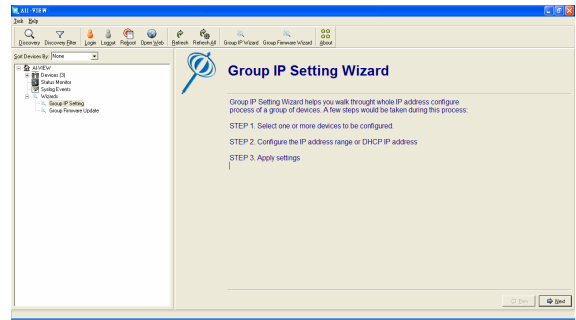 AII-VIEW
Tools Help
Discovery Discovery Filter Login Logout Reboot Open Web Refresh Refresh All Group IP Wizard Group Firmware Wizard About
Sort Devices By: None
AI-VIEW
Devices (3)
Status Monitor
Syslog Events
Wizards
Group IP Setting
Group Firmware Update
Group IP Setting Wizard
Group IP Setting Wizard helps you walk throught whole IP address configure
process of a group of devices. A few steps would be taken during this process:
STEP 1. Select one or more devices to be configured.
STEP 2. Configure the IP address range or DHCP IP address
STEP 3. Apply settings
Prev Next